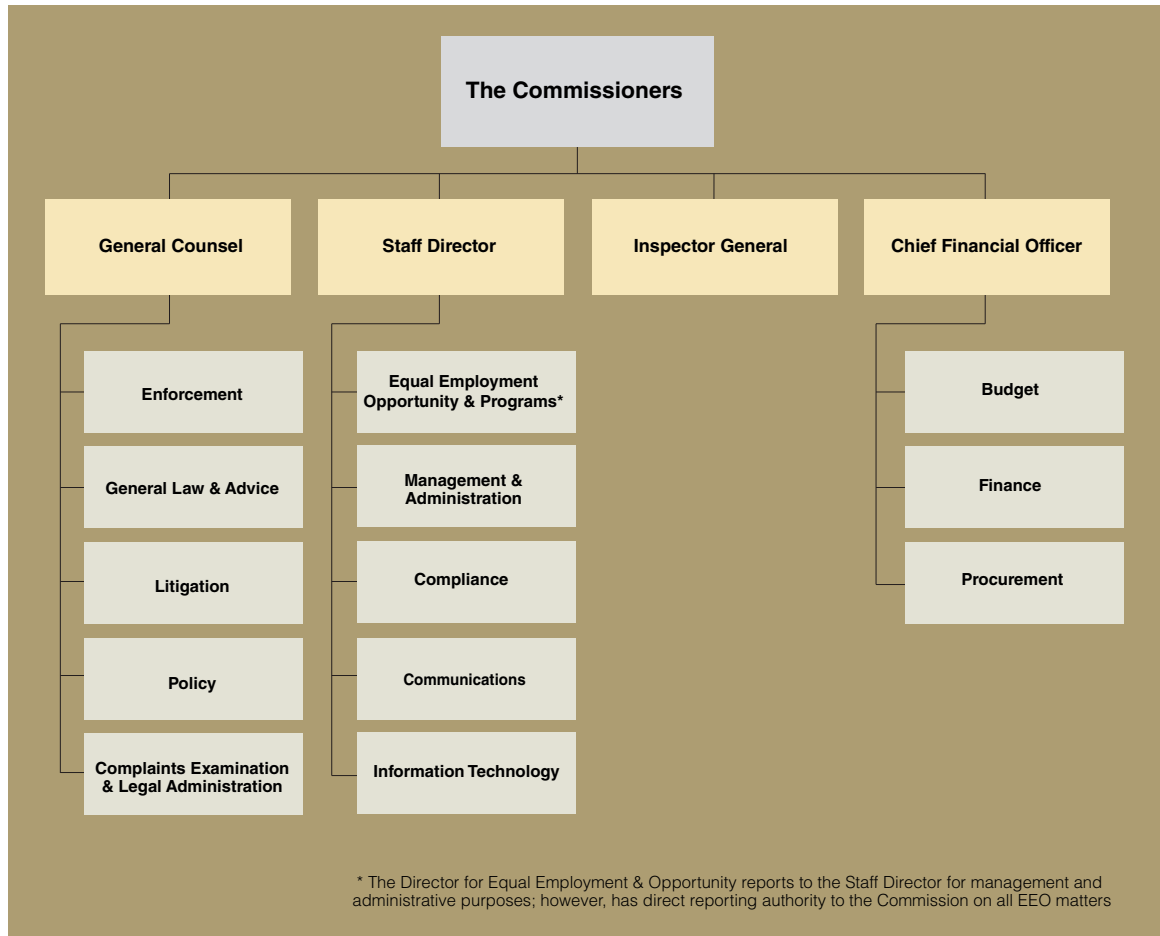 The Commissioners
General Counsel
Staff Director
Inspector General
Chief Financial Officer
Enforcement
General Law & Advice
Litigation
Policy
Complaints Examination
& Legal Administration
Equal Employment
Opportunity & Programs*
Management &
Administration
Compliance
Communications
Information Technology
Budget
Finance
Procurement
* The Director for Equal Employment & Opportunity reports to the Staff Director for management and
administrative purposes; however, has direct reporting authority to the Commission on all EEO matters